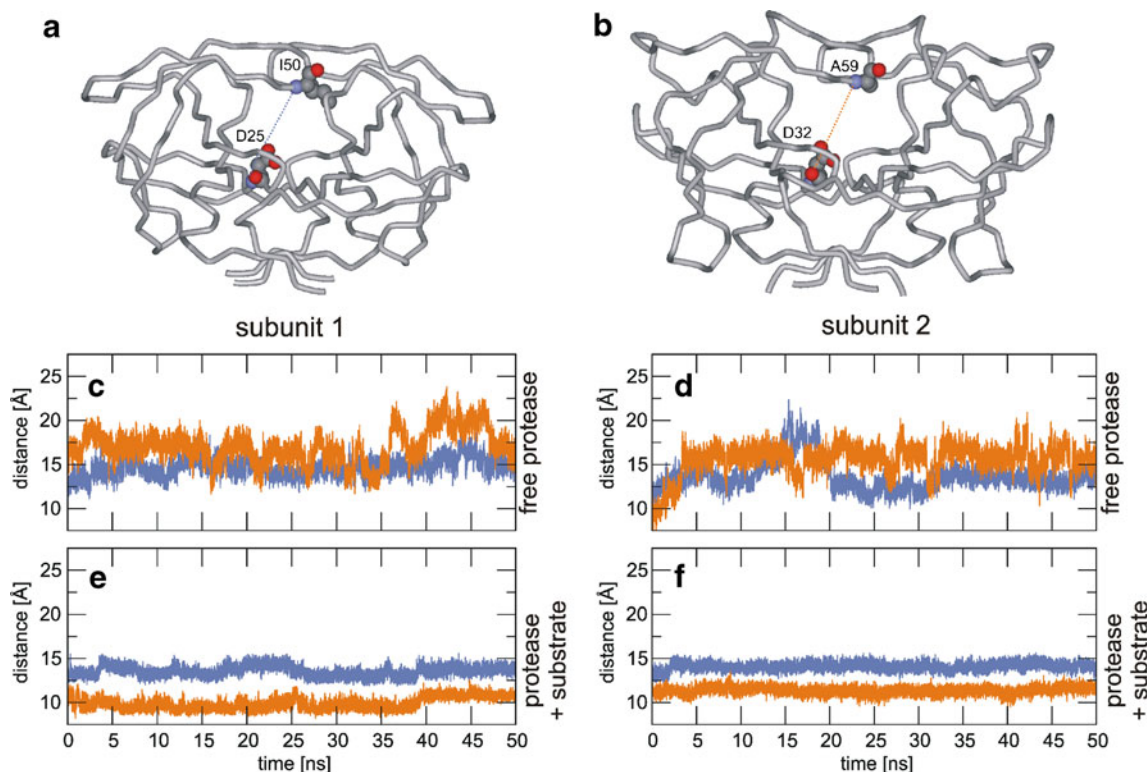 a
b
I50
D25
A59
D32
subunit 1
subunit 2
c
25
20
15
10
distance [Å]
free protease
d
25
20
15
10
distance [Å]
free protease
e
25
20
15
10
distance [Å]
protease
+ substrate
0 5 10 15 20 25 30 35 40 45 50
time [ns]
f
25
20
15
10
distance [Å]
protease
+ substrate
0 5 10 15 20 25 30 35 40 45 50
time [ns]